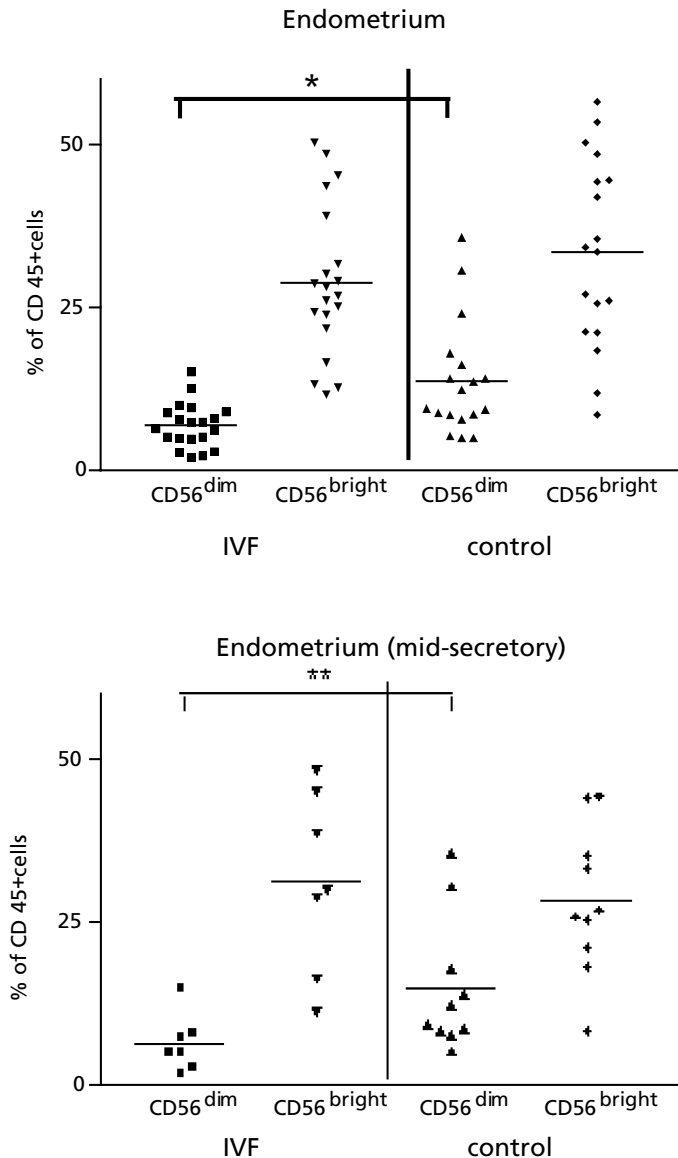 Endometrium
*
50
25
0
% of CD 45+cells
CD56dim CD56bright CD56dim CD56bright
IVF control
Endometrium (mid-secretory)
**
50
25
0
% of CD 45+cells
CD56dim CD56bright CD56dim CD56bright
IVF control